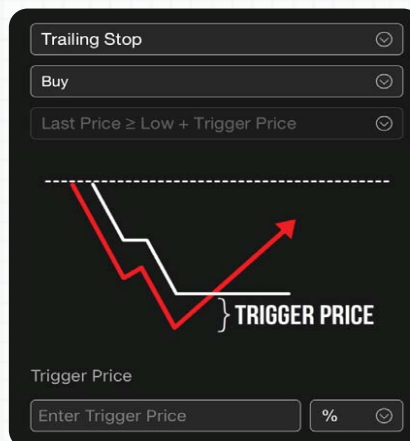 Trailing Stop
Buy
Last Price ≥ Low + Trigger Price
TRIGGER PRICE
Trigger Price
Enter Trigger Price
%